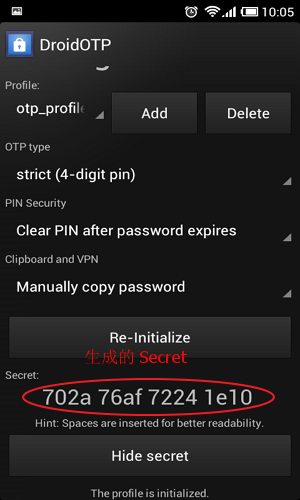 10:05
DroidOTP
Profile:
otp_profile
Add
Delete
OTP type
strict (4-digit pin)
PIN Security
Clear PIN after password expires
Clipboard and VPN
Manually copy password
Re-Initialize
生成的 Secret
Secret:
702a 76af 7224 1e10
Hint: Spaces are inserted for better readability.
Hide secret
The profile is initialized.